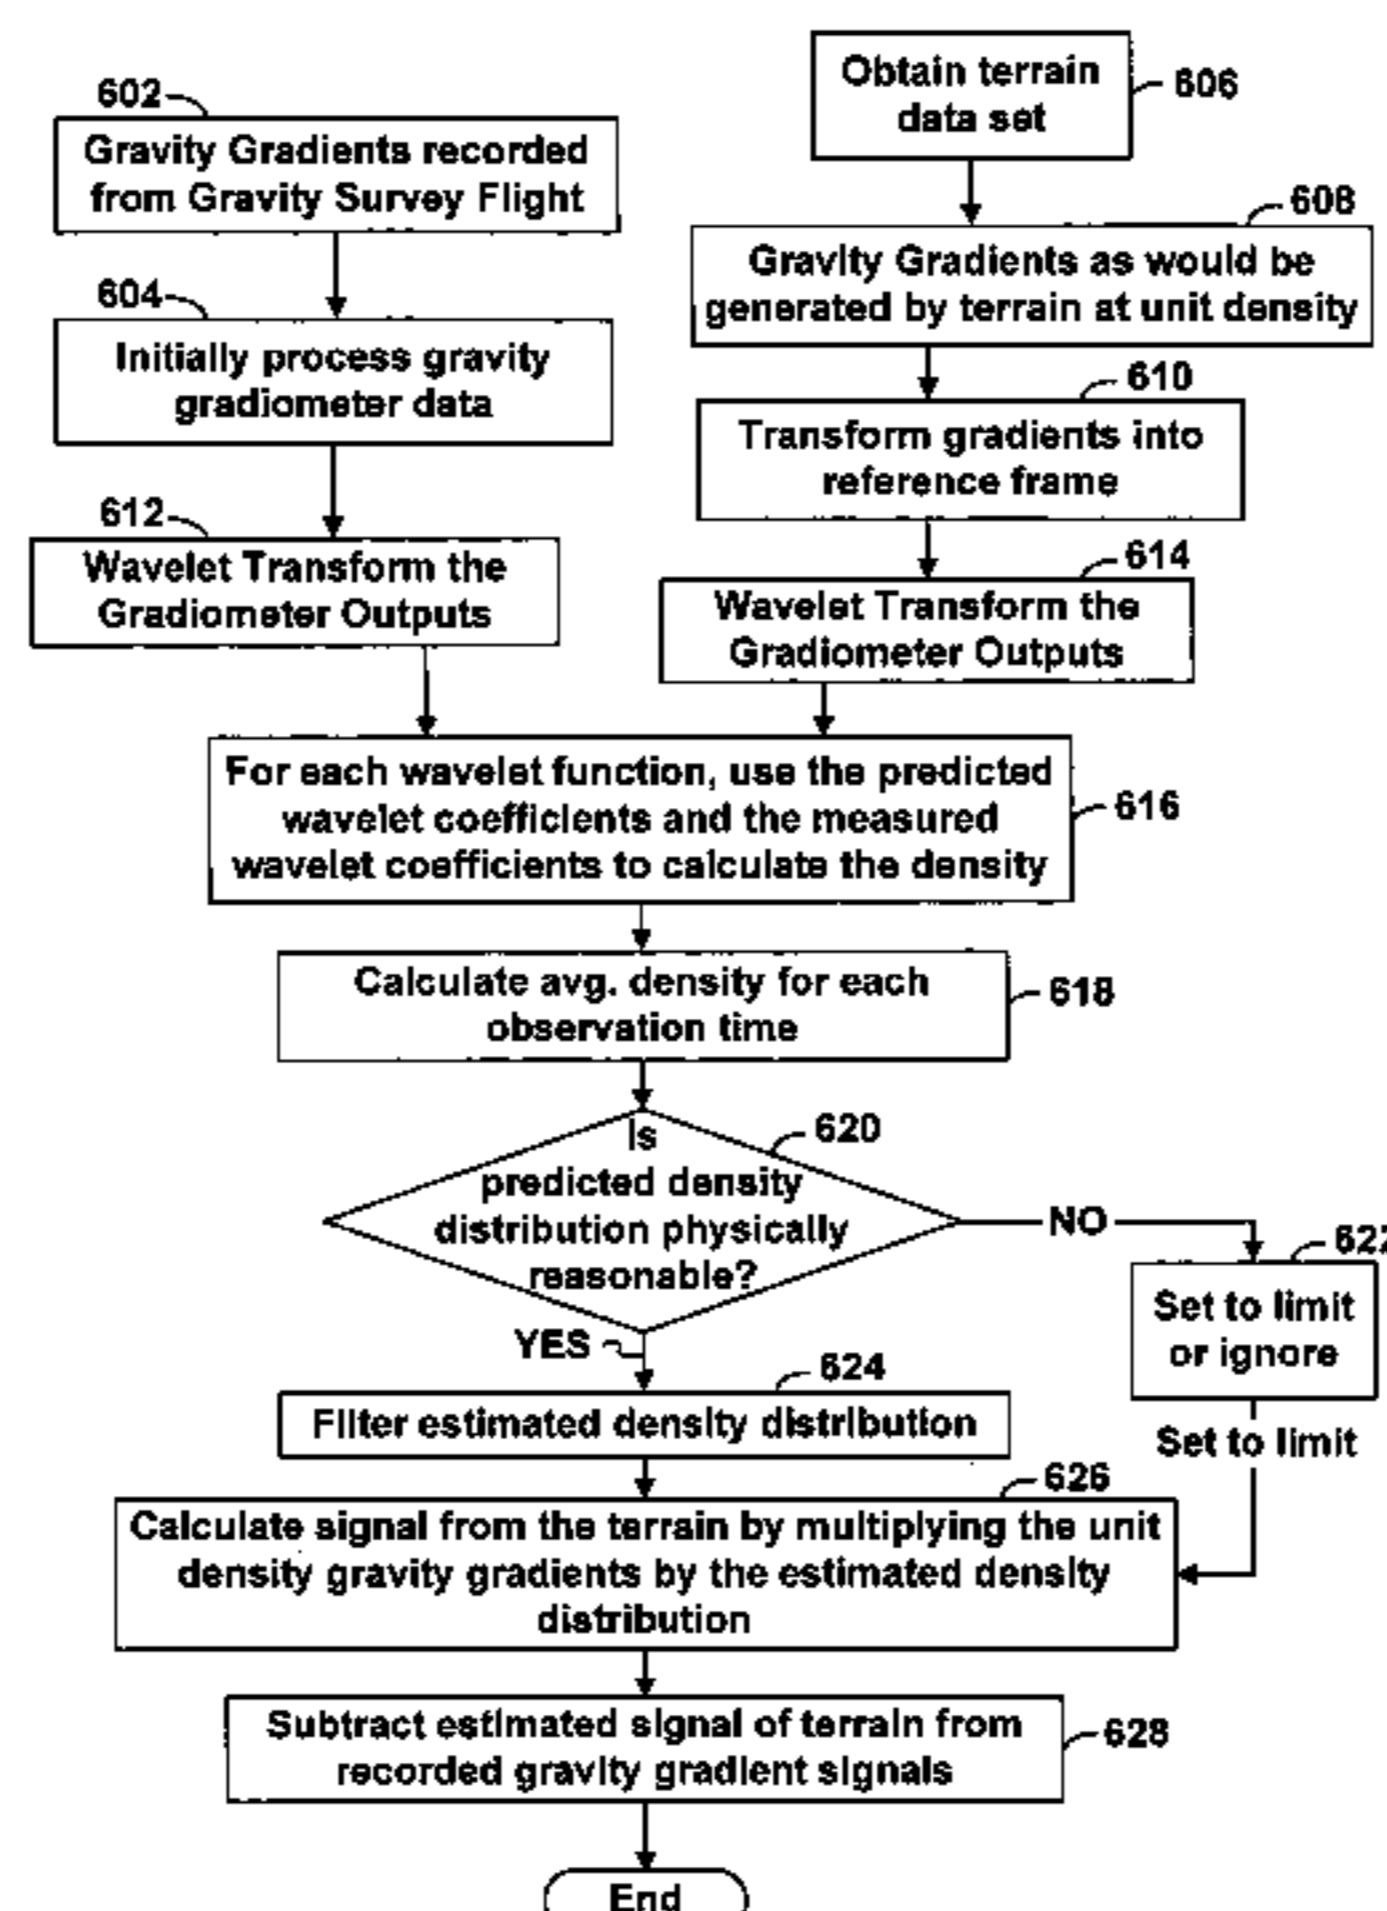 602
Gravity Gradients recorded
from Gravity Survey Flight
604
Initially process gravity
gradiometer data
612
Wavelet Transform the
Gradiometer Outputs
Obtain terrain
data set
606
608
Gravity Gradients as would be
generated by terrain at unit density
610
Transform gradients into
reference frame
614
Wavelet Transform the
Gradiometer Outputs
For each wavelet function, use the predicted
wavelet coefficients and the measured
wavelet coefficients to calculate the density
616
Calculate avg. density for each
observation time
618
620
Is
predicted density
distribution physically
reasonable?
NO
622
Set to limit
or ignore
Set to limit
YES
624
Filter estimated density distribution
626
Calculate signal from the terrain by multiplying the unit
density gravity gradients by the estimated density
distribution
Subtract estimated signal of terrain from
recorded gravity gradient signals
628
End